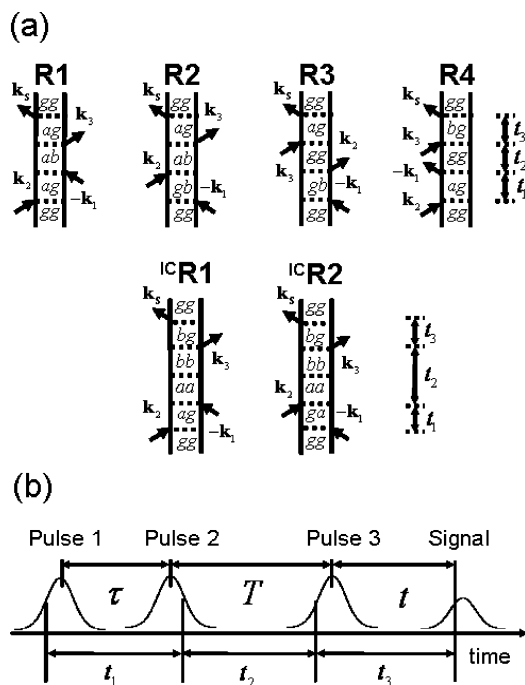 (a)
R1 R2 R3 R4
k_s gg k_s gg k_s gg k_s gg
ag k_3 ag k_3 ag k_2 bg t_3
ab ab gg k_3 gg t_2
k_2 k_2 k_3 -k_1
ag -k_1 gb -k_1 gb -k_1 ag t_1
gg gg gg k_2 gg
ICR1 ICR2
k_s gg k_s gg
bg bg t_3
bb k_3 bb k_3
aa aa t_2
k_2 ag -k_1 k_2 ga -k_1 t_1
gg gg
(b)
Pulse 1 Pulse 2 Pulse 3 Signal
τ T t
time
t_1 t_2 t_3